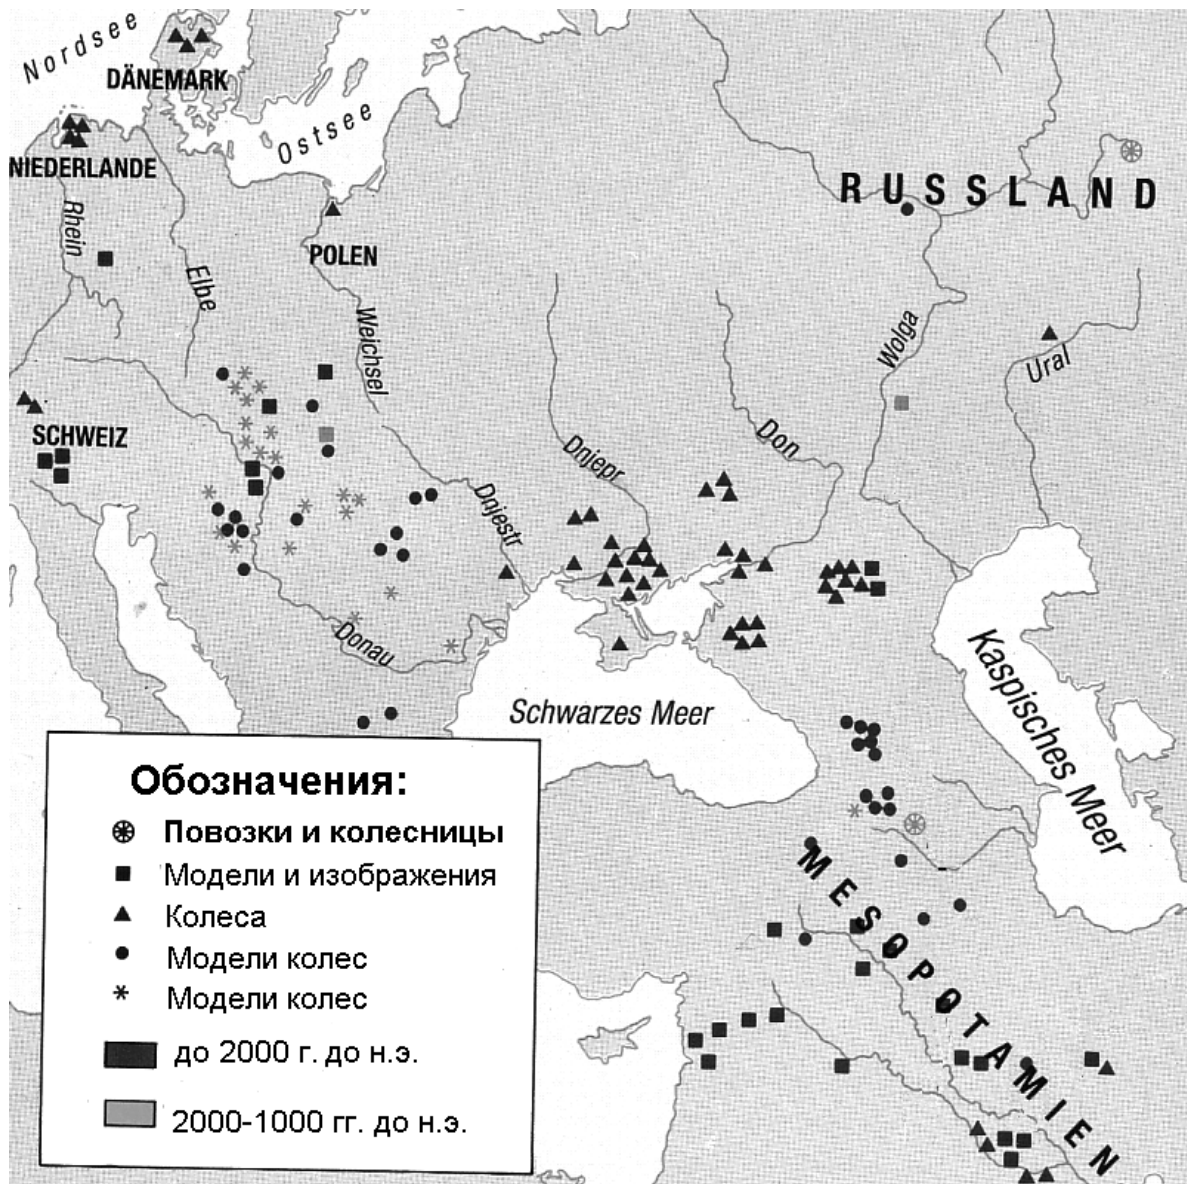 Nordsee
DÄNEMARK
Ostsee
NIEDERLANDE
RUSSLAND
Rhein
POLEN
Elbe
Weichsel
Wolga
Ural
SCHWEIZ
Dnjepr
Don
Dnjestr
Donau
Kaspisches Meer
Schwarzes Meer
MESOPOTAMIEN
Обозначения:
Повозки и колесницы
Модели и изображения
Колеса
Модели колес
Модели колес
до 2000 г. до н.э.
2000-1000 гг. до н.э.